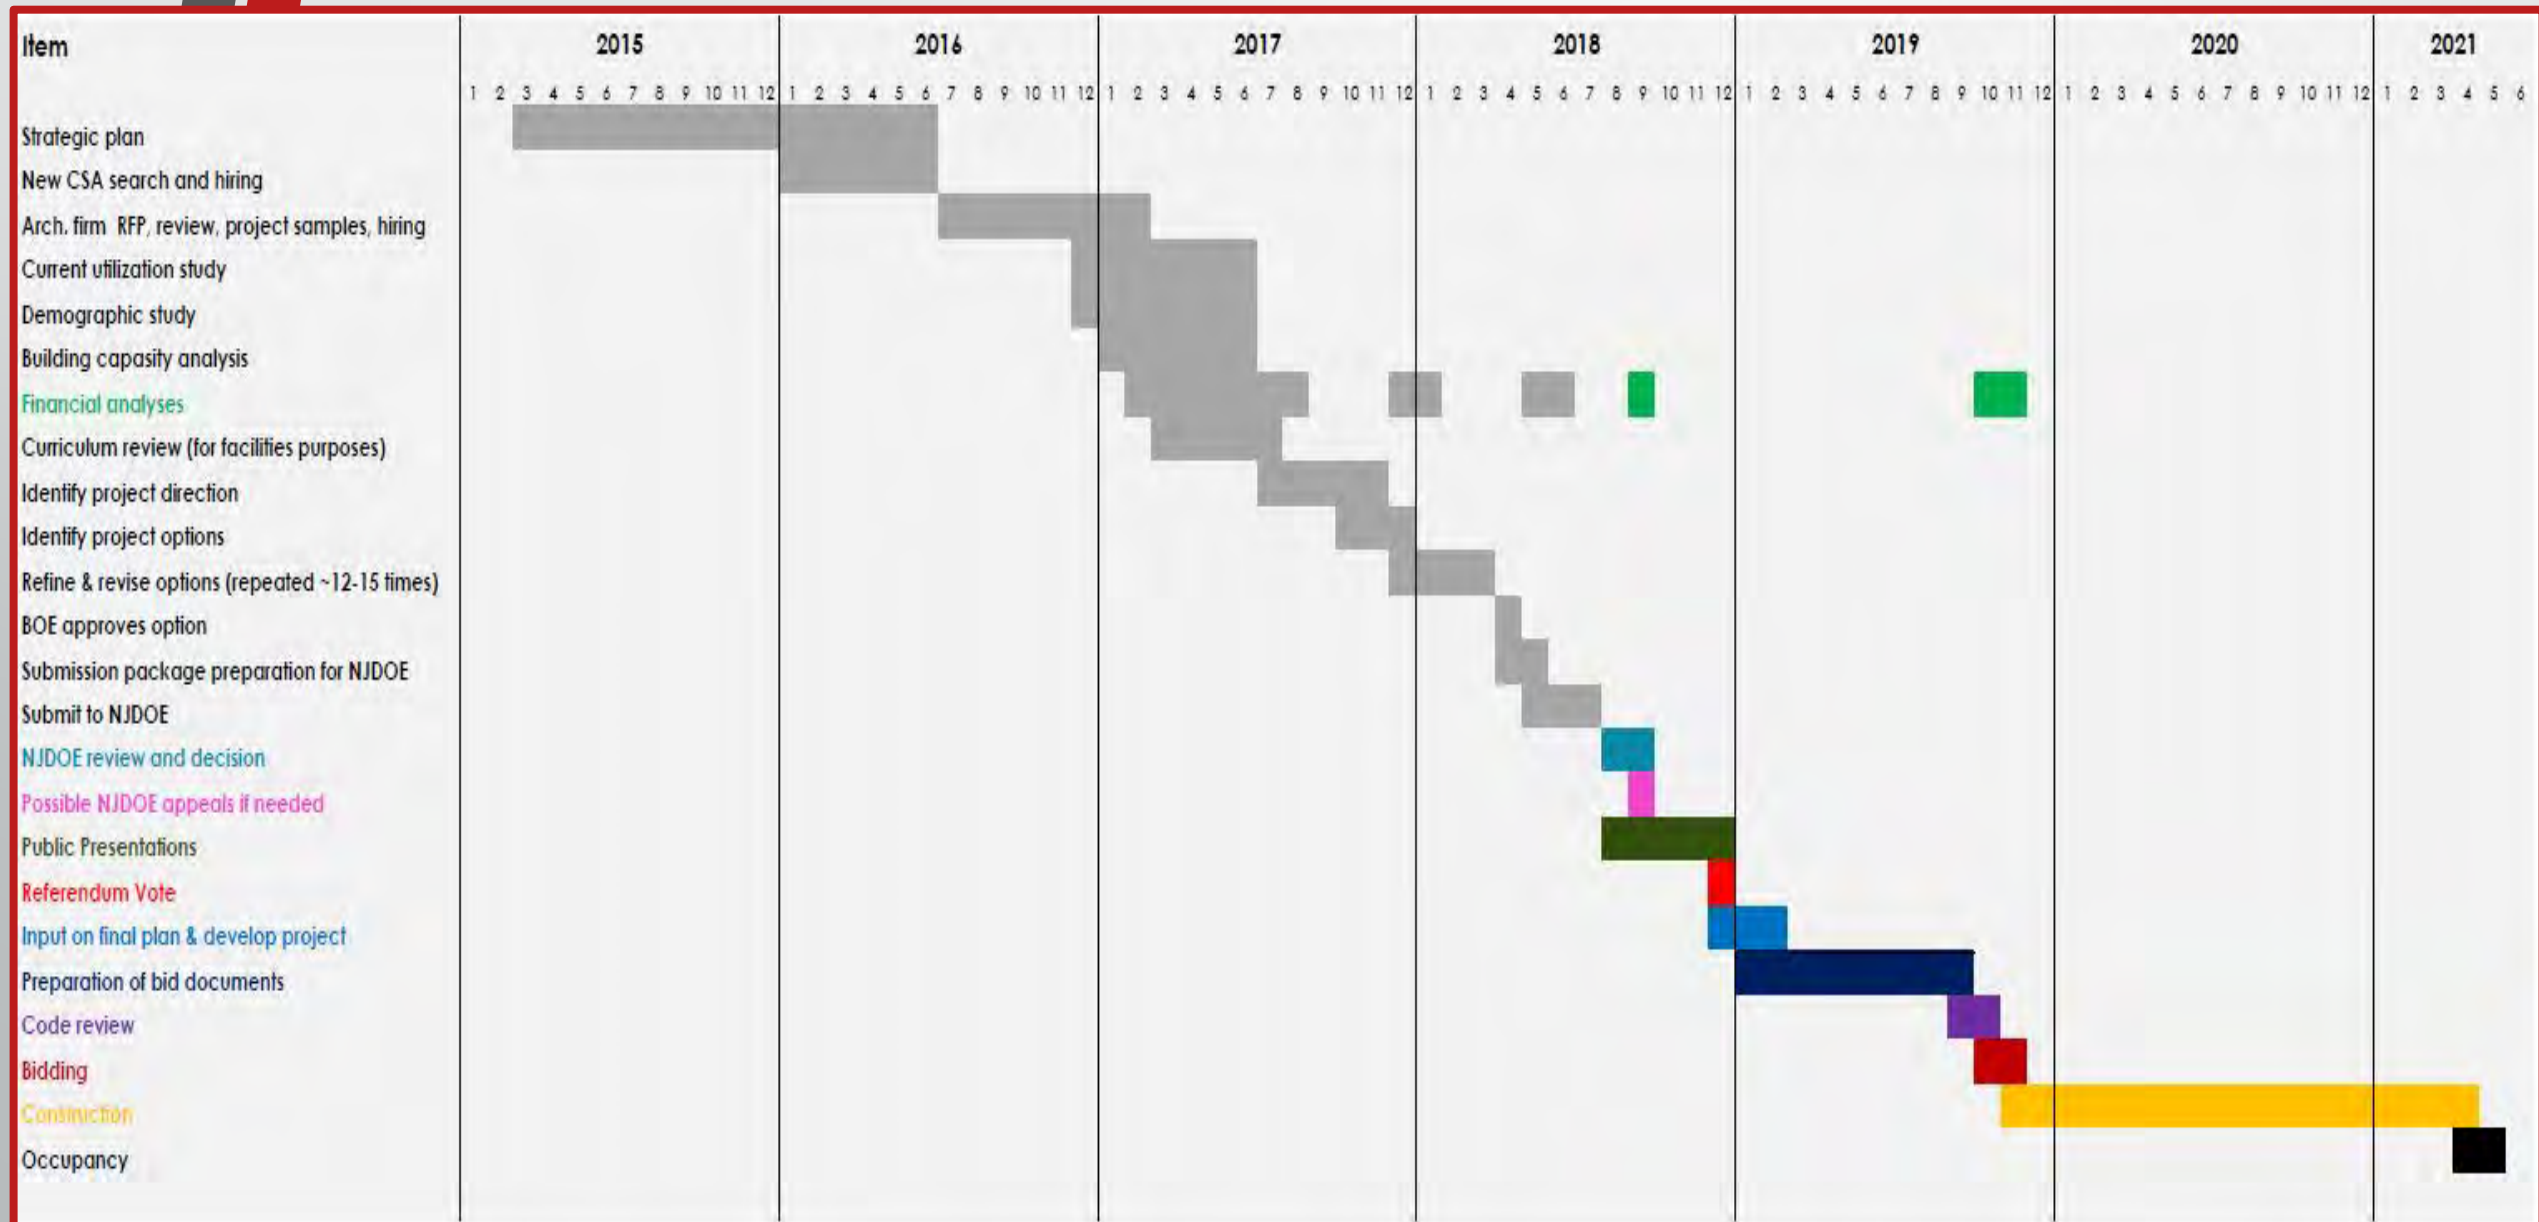 Item 2015 2016 2017 2018 2019 2020 2021
1 2 3 4 5 6 7 8 9 10 11 12 1 2 3 4 5 6 7 8 9 10 11 12 1 2 3 4 5 6 7 8 9 10 11 12 1 2 3 4 5 6 7 8 9 10 11 12 1 2 3 4 5 6 7 8 9 10 11 12 1 2 3 4 5 6 7 8 9 10 11 12 1 2 3 4 5 6
Strategic plan
New CSA search and hiring
Arch. firm RFP, review, project samples, hiring
Current utilization study
Demographic study
Building capasity analysis
Financial analyses
Curriculum review (for facilities purposes)
Identify project direction
Identify project options
Refine & revise options (repeated ~12-15 times)
BOE approves option
Submission package preparation for NJDOE
Submit to NJDOE
NJDOE review and decision
Possible NJDOE appeals if needed
Public Presentations
Referendum Vote
Input on final plan & develop project
Preparation of bid documents
Code review
Bidding
Construction
Occupancy